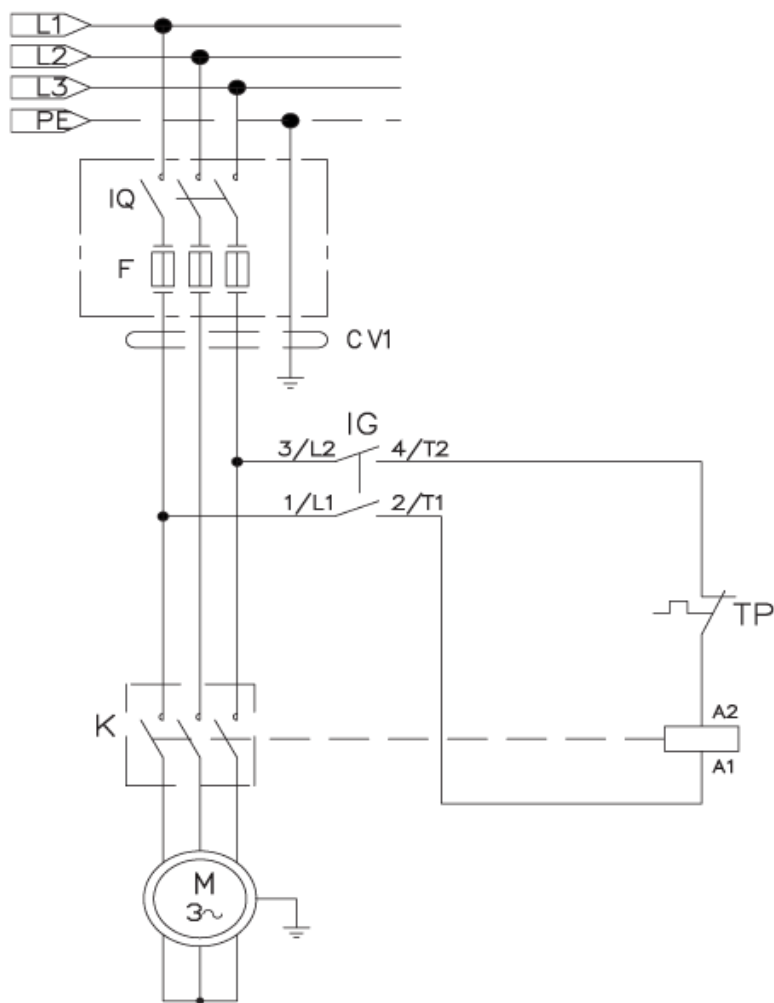 L1
L2
L3
PE
IQ
F
CV1
IG
3/L2 4/T2
1/L1 2/T1
TP
K
A2
A1
M
3~